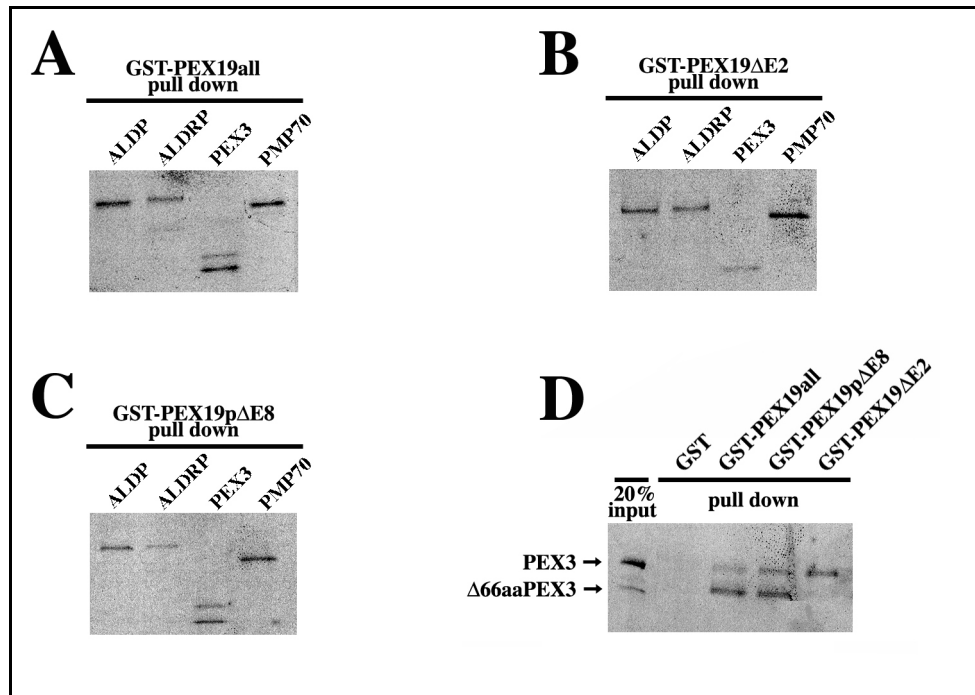 A
GST-PEX19all
pull down
ALDP
ALDRP
PEX3
PMP70
B
GST-PEX19ΔE2
pull down
ALDP
ALDRP
PEX3
PMP70
C
GST-PEX19pΔE8
pull down
ALDP
ALDRP
PEX3
PMP70
D
GST
GST-PEX19all
GST-PEX19pΔE8
GST-PEX19ΔE2
20%
input
pull down
PEX3 →
Δ66aaPEX3 →